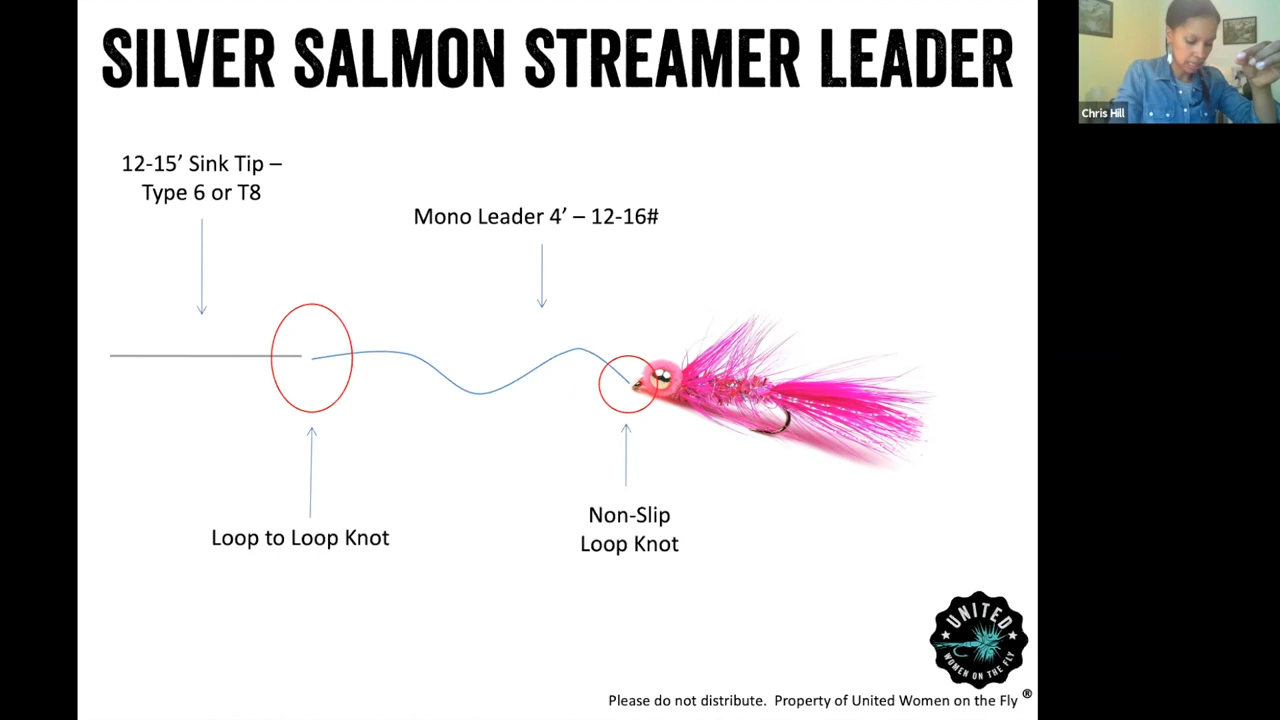 SILVER SALMON STREAMER LEADER
Chris Hill
12-15’ Sink Tip –
Type 6 or T8
Mono Leader 4’ – 12-16#
Loop to Loop Knot
Non-Slip
Loop Knot
UNITED
WOMEN ON THE FLY
Please do not distribute. Property of United Women on the Fly ®